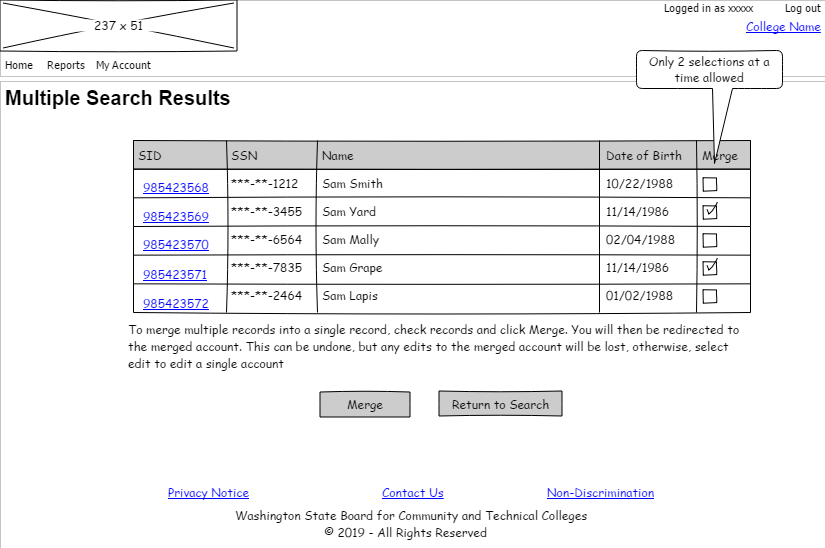 237 x 51
Logged in as xxxxx Log out
College Name
Home Reports My Account
Only 2 selections at a
time allowed
Multiple Search Results
SID SSN Name Date of Birth Merge
985423568 ***-**-1212 Sam Smith 10/22/1988
985423569 ***-**-3455 Sam Yard 11/14/1986
985423570 ***-**-6564 Sam Mally 02/04/1988
985423571 ***-**-7835 Sam Grape 11/14/1986
985423572 ***-**-2464 Sam Lapis 01/02/1988
To merge multiple records into a single record, check records and click Merge. You will then be redirected to
the merged account. This can be undone, but any edits to the merged account will be lost, otherwise, select
edit to edit a single account
Merge Return to Search
Privacy Notice Contact Us Non-Discrimination
Washington State Board for Community and Technical Colleges
© 2019 - All Rights Reserved